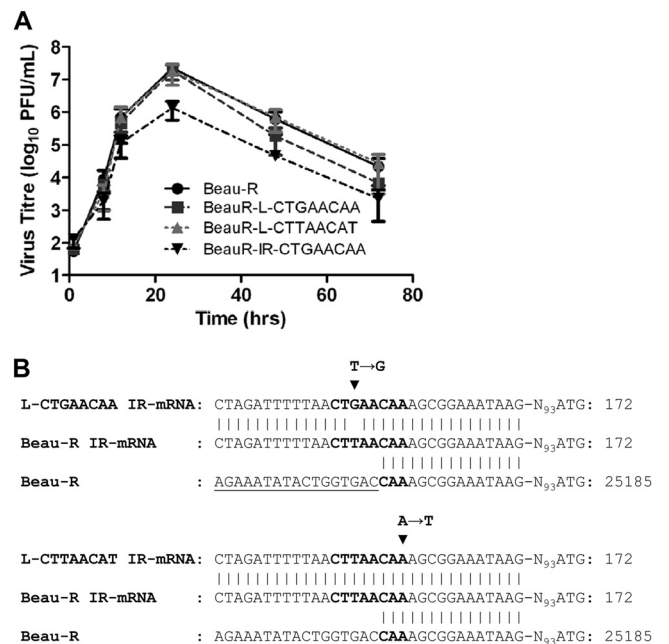 A
Virus Titre (log₁₀ PFU/mL)
8
7
6
5
4
3
2
1
Beau-R
BeauR-L-CTGAACAA
BeauR-L-CTTAACAT
BeauR-IR-CTGAACAA
0 20 40 60 80
Time (hrs)
B
T→G
L-CTGAACAA IR-mRNA: CTAGATTTTTAACTGAACAAAGCGGAAATAAG-N₉₃ATG: 172
Beau-R IR-mRNA : CTAGATTTTTAACTTAACAAAGCGGAAATAAG-N₉₃ATG: 172
Beau-R : AGAAATATACTGGTGACCAAAGCGGAAATAAG-N₉₃ATG: 25185
A→T
L-CTTAACAT IR-mRNA: CTAGATTTTTAACTTAACAAAGCGGAAATAAG-N₉₃ATG: 172
Beau-R IR-mRNA : CTAGATTTTTAACTTAACAAAGCGGAAATAAG-N₉₃ATG: 172
Beau-R : AGAAATATACTGGTGACCAAAGCGGAAATAAG-N₉₃ATG: 25185